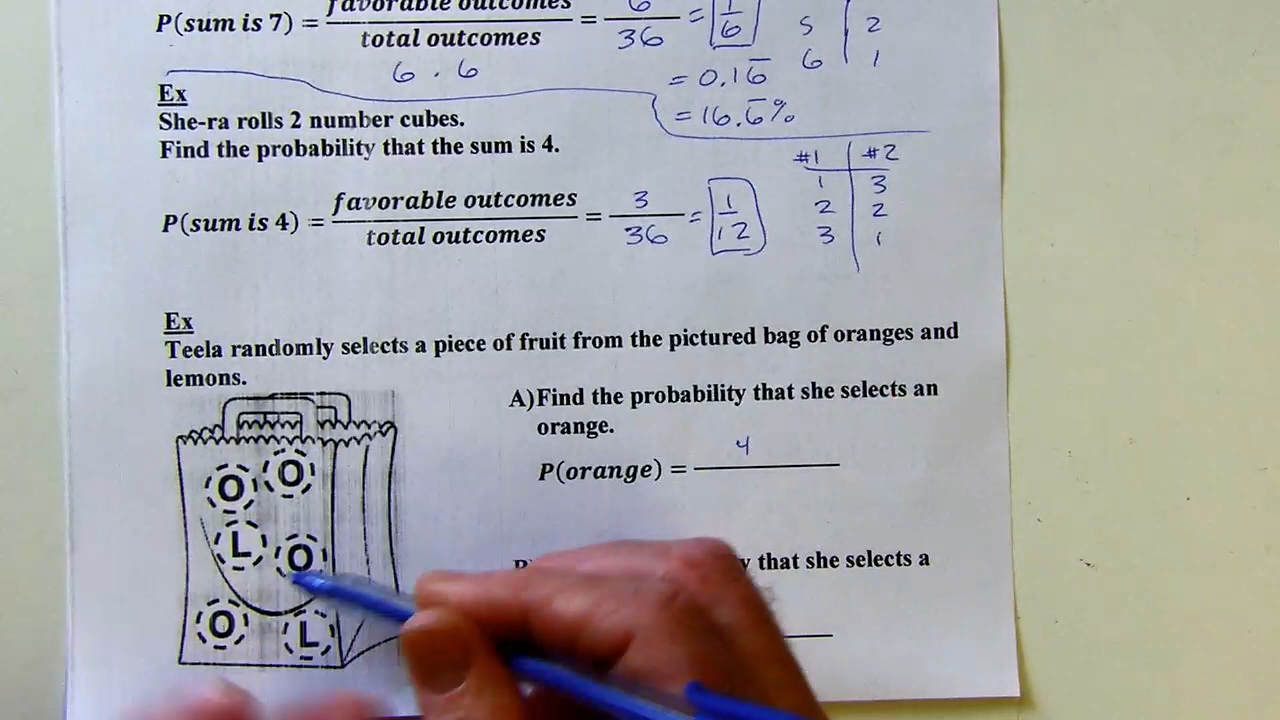 P(sum is 7) = favorable outcomes / total outcomes = 6/36 = 1/6
5 | 2
6 | 1
6 . 6
= 0.16̅
= 16.6̅%
Ex
She-ra rolls 2 number cubes.
Find the probability that the sum is 4.
#1 | #2
1 | 3
2 | 2
3 | 1
P(sum is 4) = favorable outcomes / total outcomes = 3/36 = 1/12
Ex
Teela randomly selects a piece of fruit from the pictured bag of oranges and
lemons.
A)Find the probability that she selects an
orange.
P(orange) = 4
O O
L O
O L
that she selects a